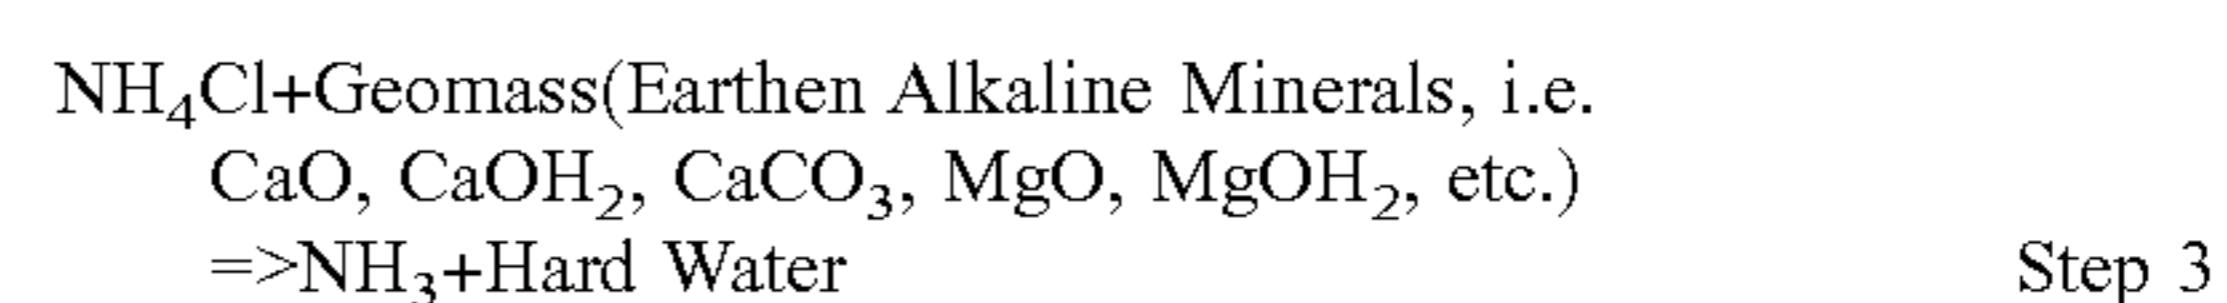 NH₄Cl+Geomass(Earthen Alkaline Minerals, i.e.
CaO, CaOH₂, CaCO₃, MgO, MgOH₂, etc.)
=>NH₃+Hard Water Step 3